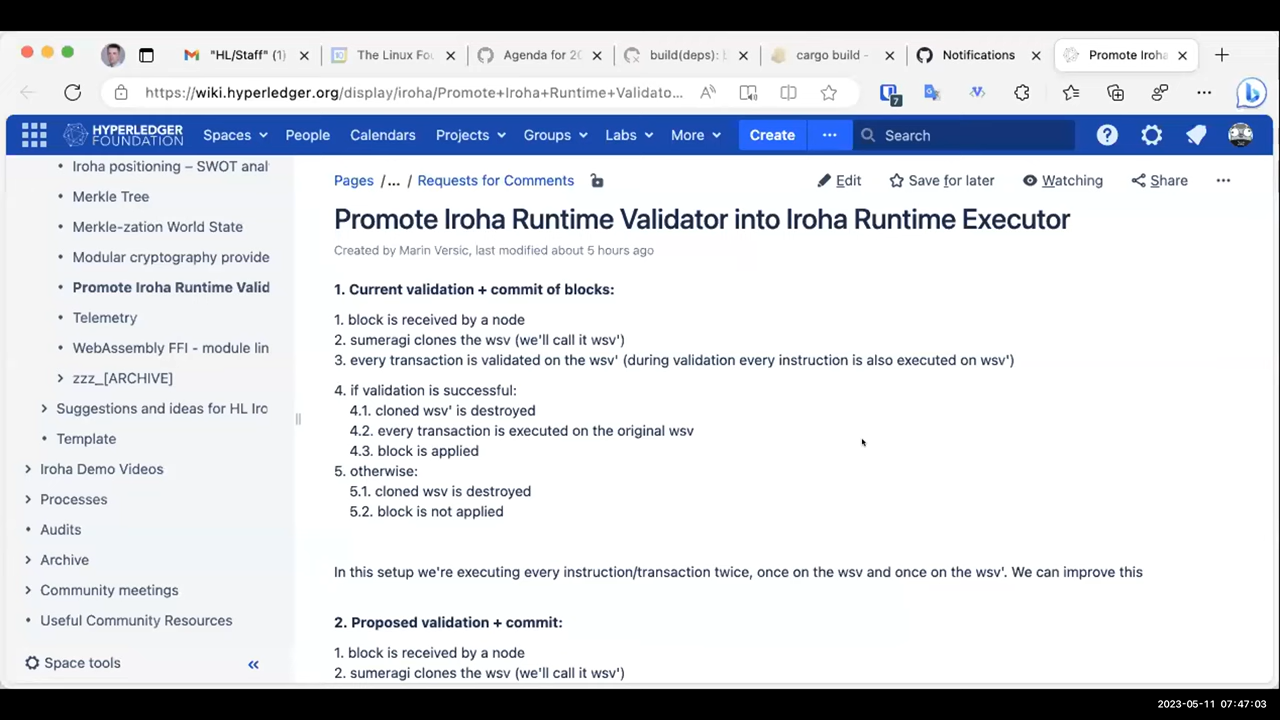 "HL/Staff" (1)
The Linux Fou
Agenda for 20
build(deps): b
cargo build -
Notifications
Promote Iroha
https://wiki.hyperledger.org/display/iroha/Promote+Iroha+Runtime+Validato...
7
HYPERLEDGER
FOUNDATION
Spaces
People
Calendars
Projects
Groups
Labs
More
Create
Search
Iroha positioning – SWOT anal
Merkle Tree
Merkle-zation World State
Modular cryptography provide
Promote Iroha Runtime Valid
Telemetry
WebAssembly FFI - module lin
zzz_[ARCHIVE]
Suggestions and ideas for HL Iro
Template
Iroha Demo Videos
Processes
Audits
Archive
Community meetings
Useful Community Resources
Space tools
Pages /... / Requests for Comments
Edit
Save for later
Watching
Share
Promote Iroha Runtime Validator into Iroha Runtime Executor
Created by Marin Versic, last modified about 5 hours ago
1. Current validation + commit of blocks:
1. block is received by a node
2. sumeragi clones the wsv (we'll call it wsv')
3. every transaction is validated on the wsv' (during validation every instruction is also executed on wsv')
4. if validation is successful:
4.1. cloned wsv' is destroyed
4.2. every transaction is executed on the original wsv
4.3. block is applied
5. otherwise:
5.1. cloned wsv is destroyed
5.2. block is not applied
In this setup we're executing every instruction/transaction twice, once on the wsv and once on the wsv'. We can improve this
2. Proposed validation + commit:
1. block is received by a node
2. sumeragi clones the wsv (we'll call it wsv')
2023-05-11 07:47:03